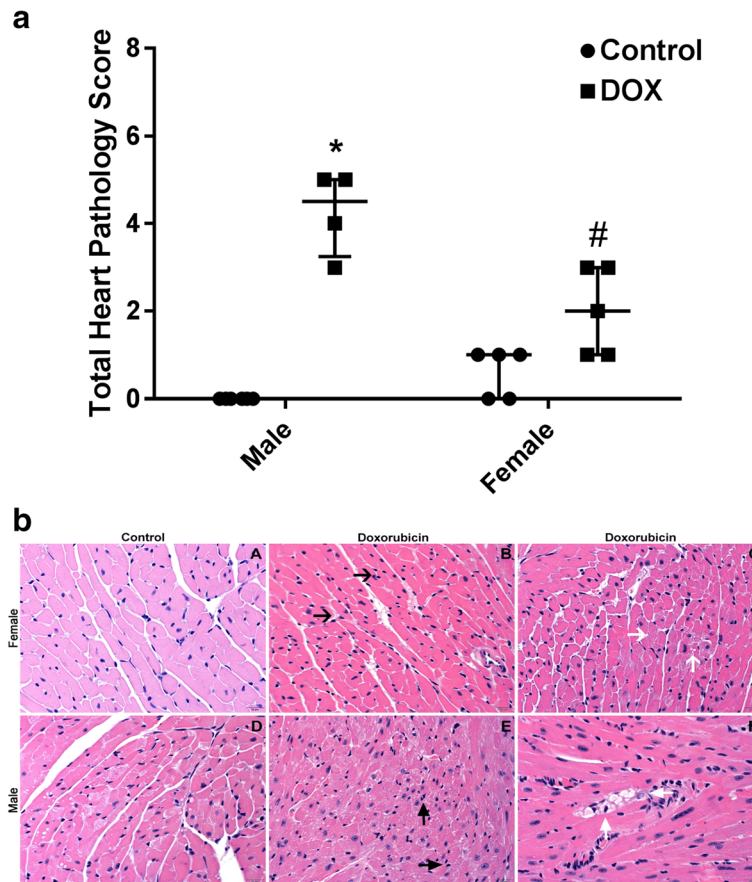 a
Total Heart Pathology Score
8
6
4
2
0
Control
DOX
*
#
Male
Female
b
Control
Doxorubicin
Doxorubicin
Female
A
B
Male
D
E